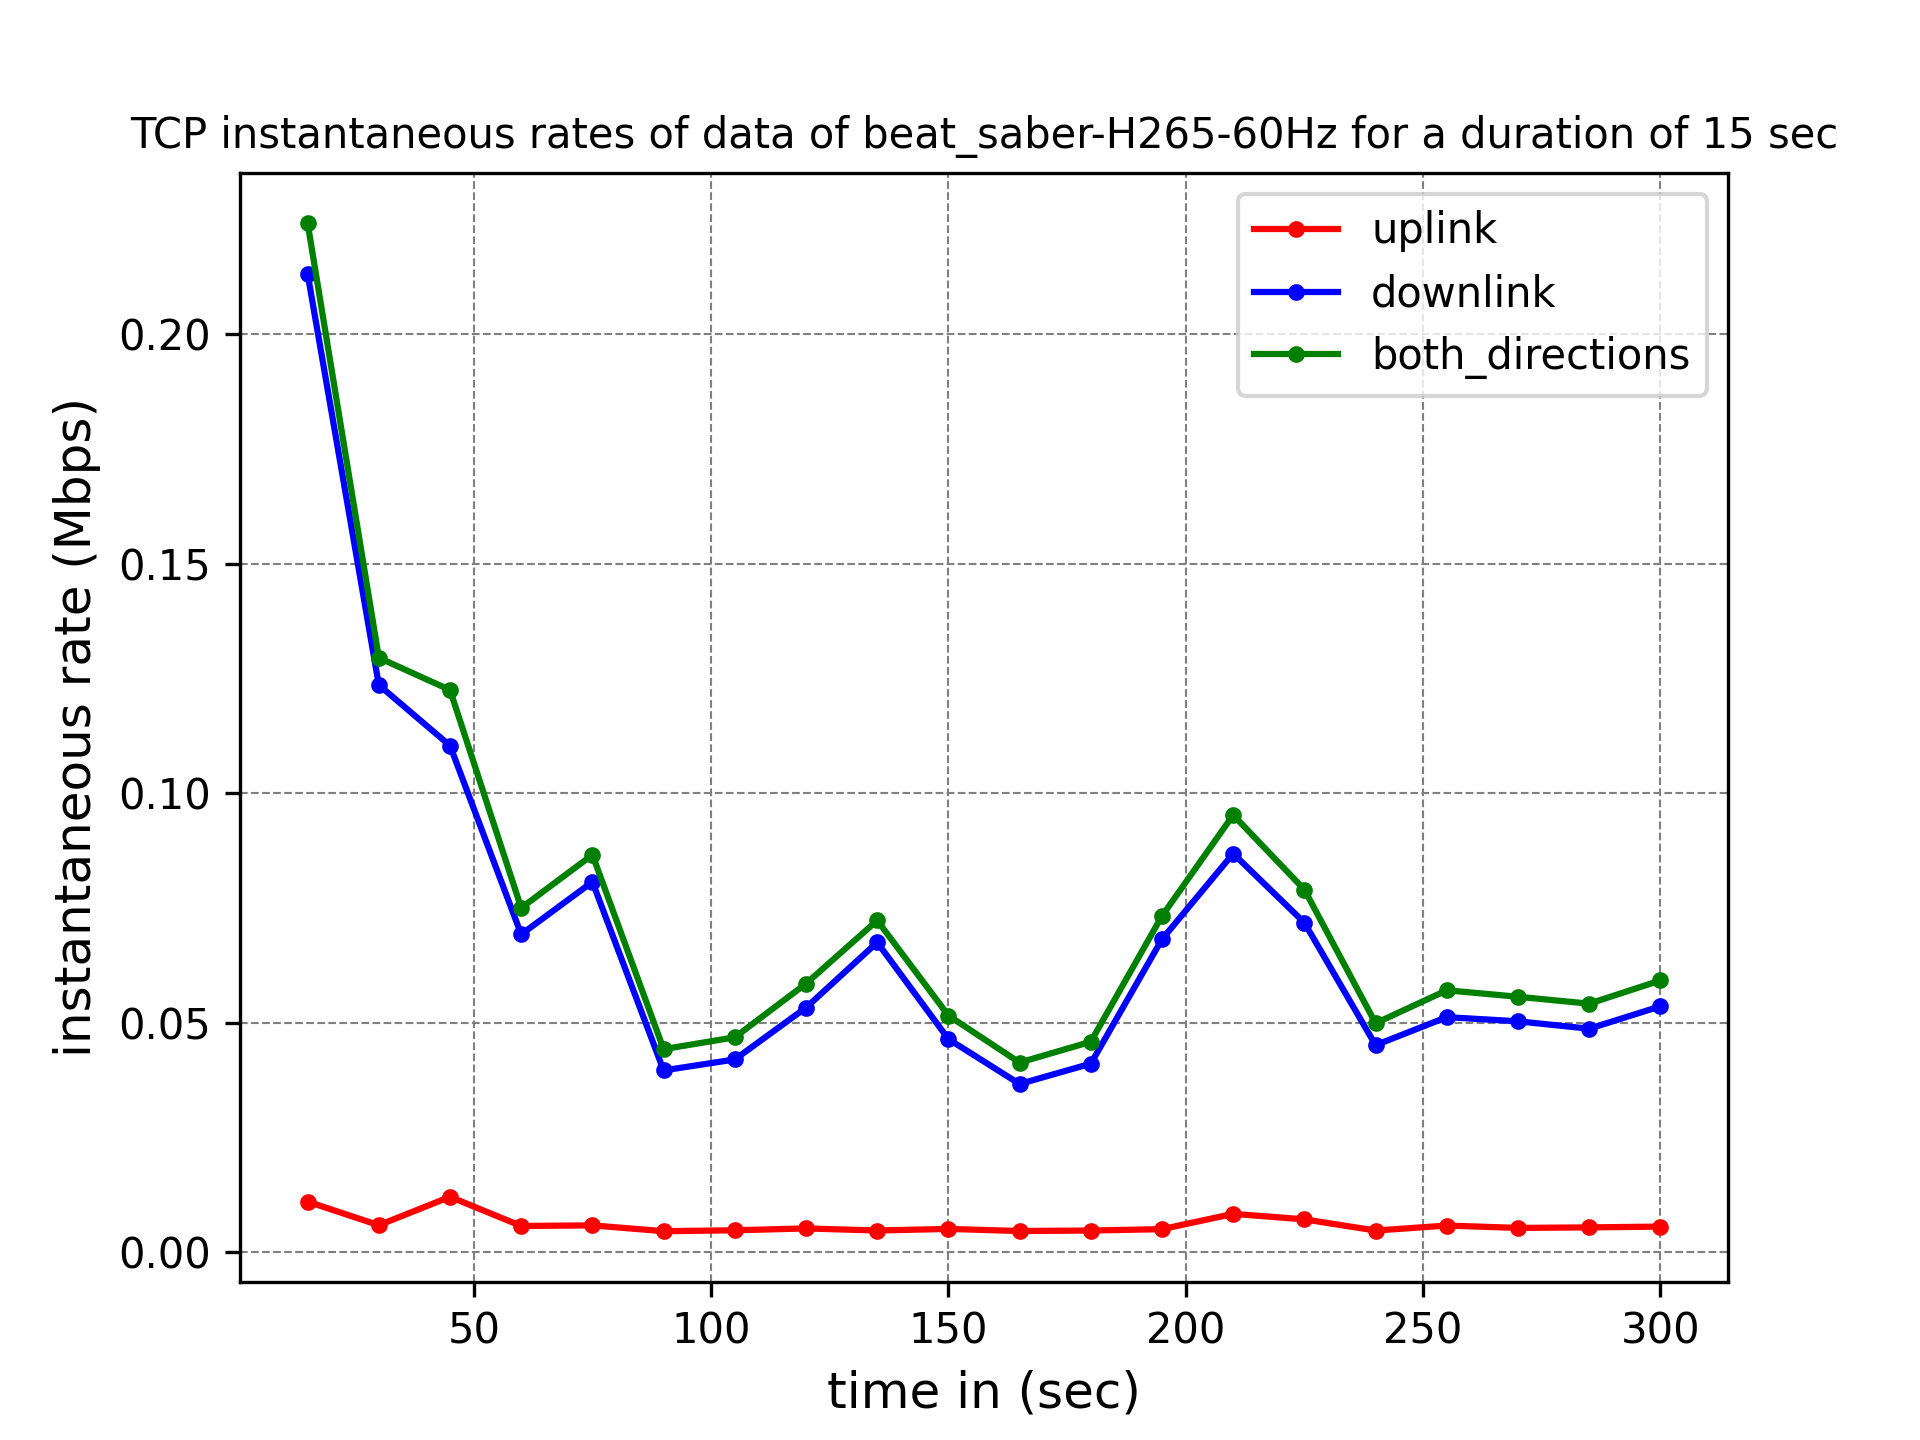 TCP instantaneous rates of data of beat_saber-H265-60Hz for a duration of 15 sec
uplink
downlink
both_directions
instantaneous rate (Mbps)
0.20
0.15
0.10
0.05
0.00
50 100 150 200 250 300
time in (sec)